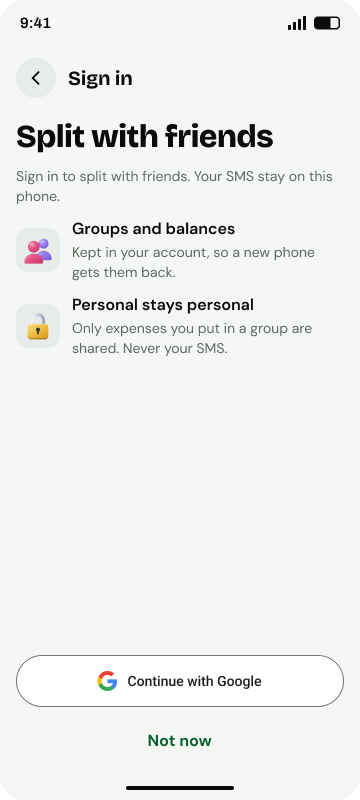 9:41
Sign in
Split with friends
Sign in to split with friends. Your SMS stay on this
phone.
Groups and balances
Kept in your account, so a new phone
gets them back.
Personal stays personal
Only expenses you put in a group are
shared. Never your SMS.
Continue with Google
Not now